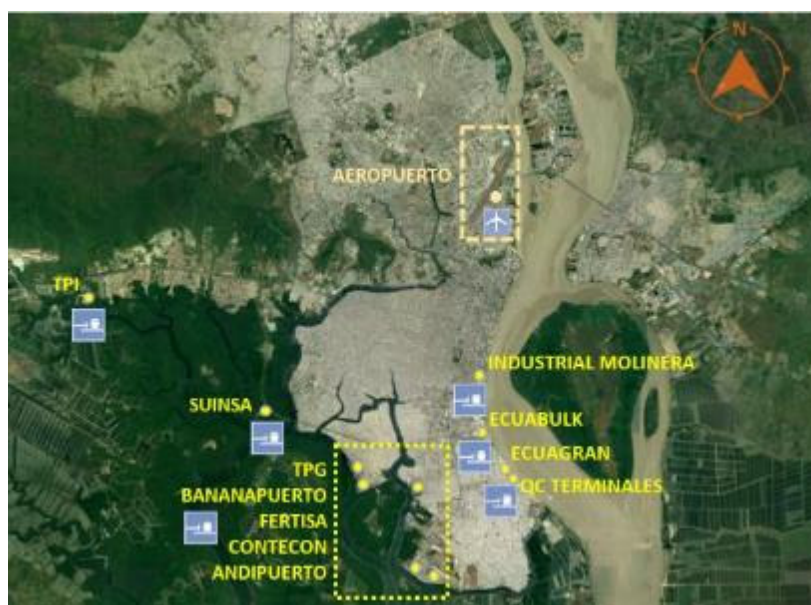 N
AEROPUERTO
TPI
INDUSTRIAL MOLINERA
SUINSA
ECUABULK
ECUAGRAN
TPG
QC TERMINALES
BANANAPUERTO
FERTISA
CONTECON
ANDIPUERTO